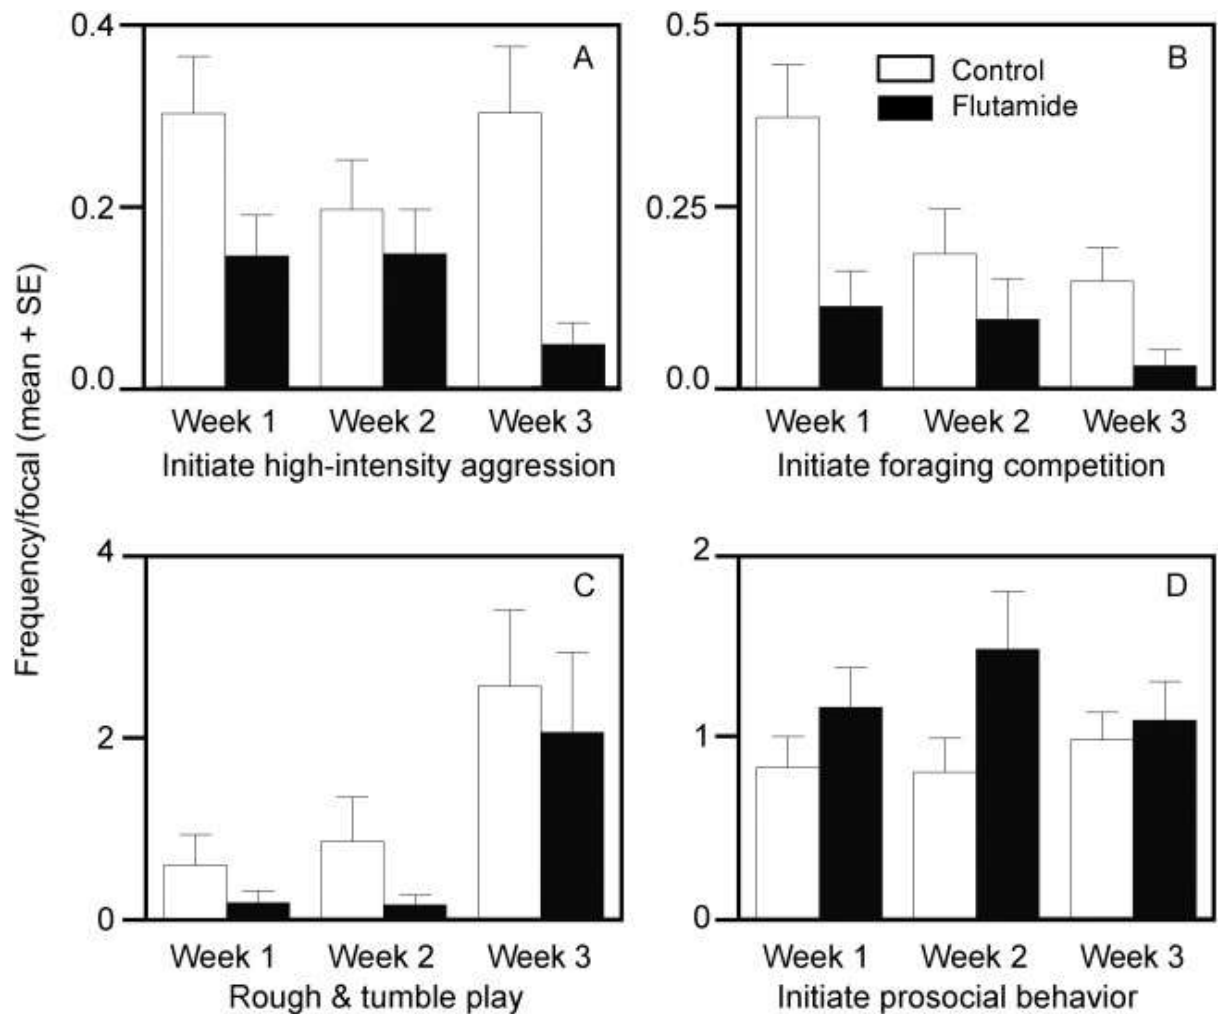 Frequency/focal (mean + SE)
0.4
0.2
0.0
A
Week 1 Week 2 Week 3
Initiate high-intensity aggression
0.5
0.25
0.0
B
Control
Flutamide
Week 1 Week 2 Week 3
Initiate foraging competition
4
2
0
C
Week 1 Week 2 Week 3
Rough & tumble play
2
1
0
D
Week 1 Week 2 Week 3
Initiate prosocial behavior